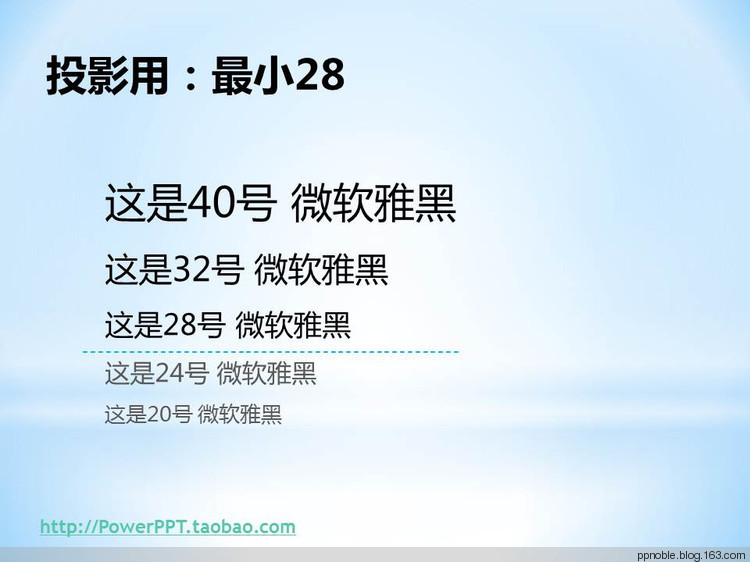 投影用：最小28
这是40号 微软雅黑
这是32号 微软雅黑
这是28号 微软雅黑
这是24号 微软雅黑
这是20号 微软雅黑
http://PowerPPT.taobao.com
ppnoble.blog.163.com